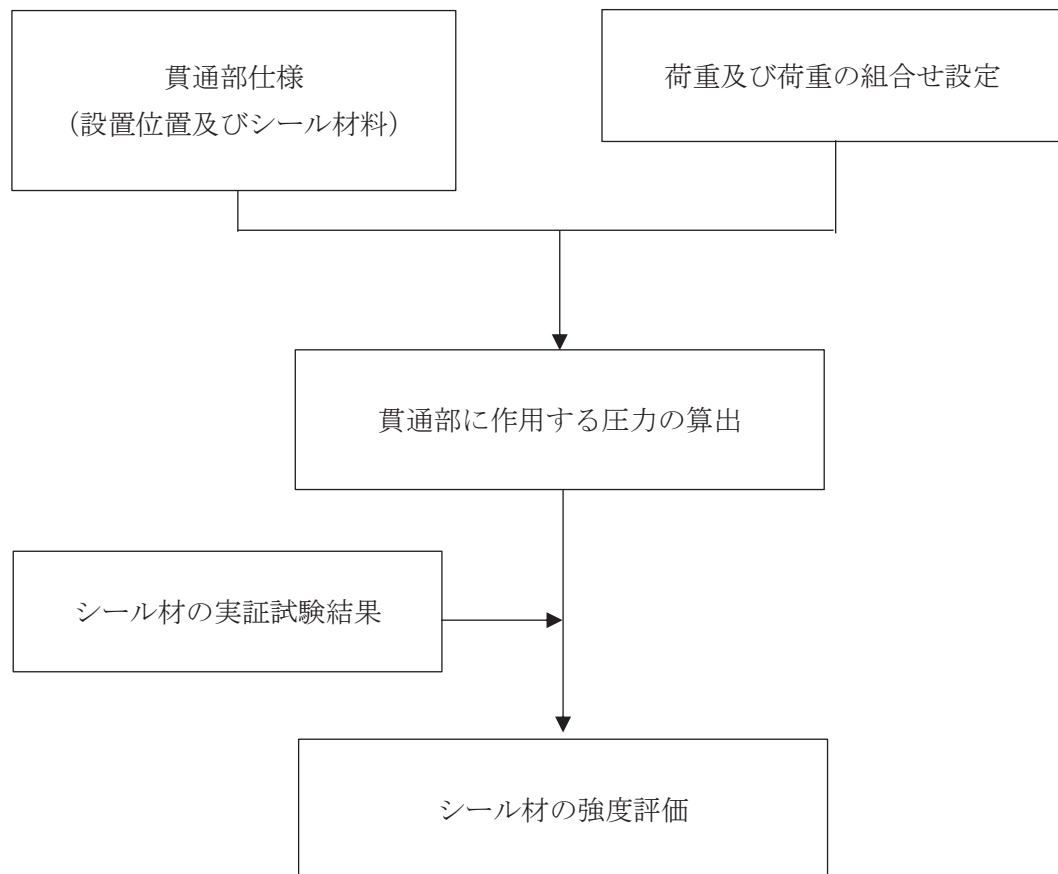 貫通部仕様
（設置位置及びシール材料）
荷重及び荷重の組合せ設定
貫通部に作用する圧力の算出
シール材の実証試験結果
シール材の強度評価